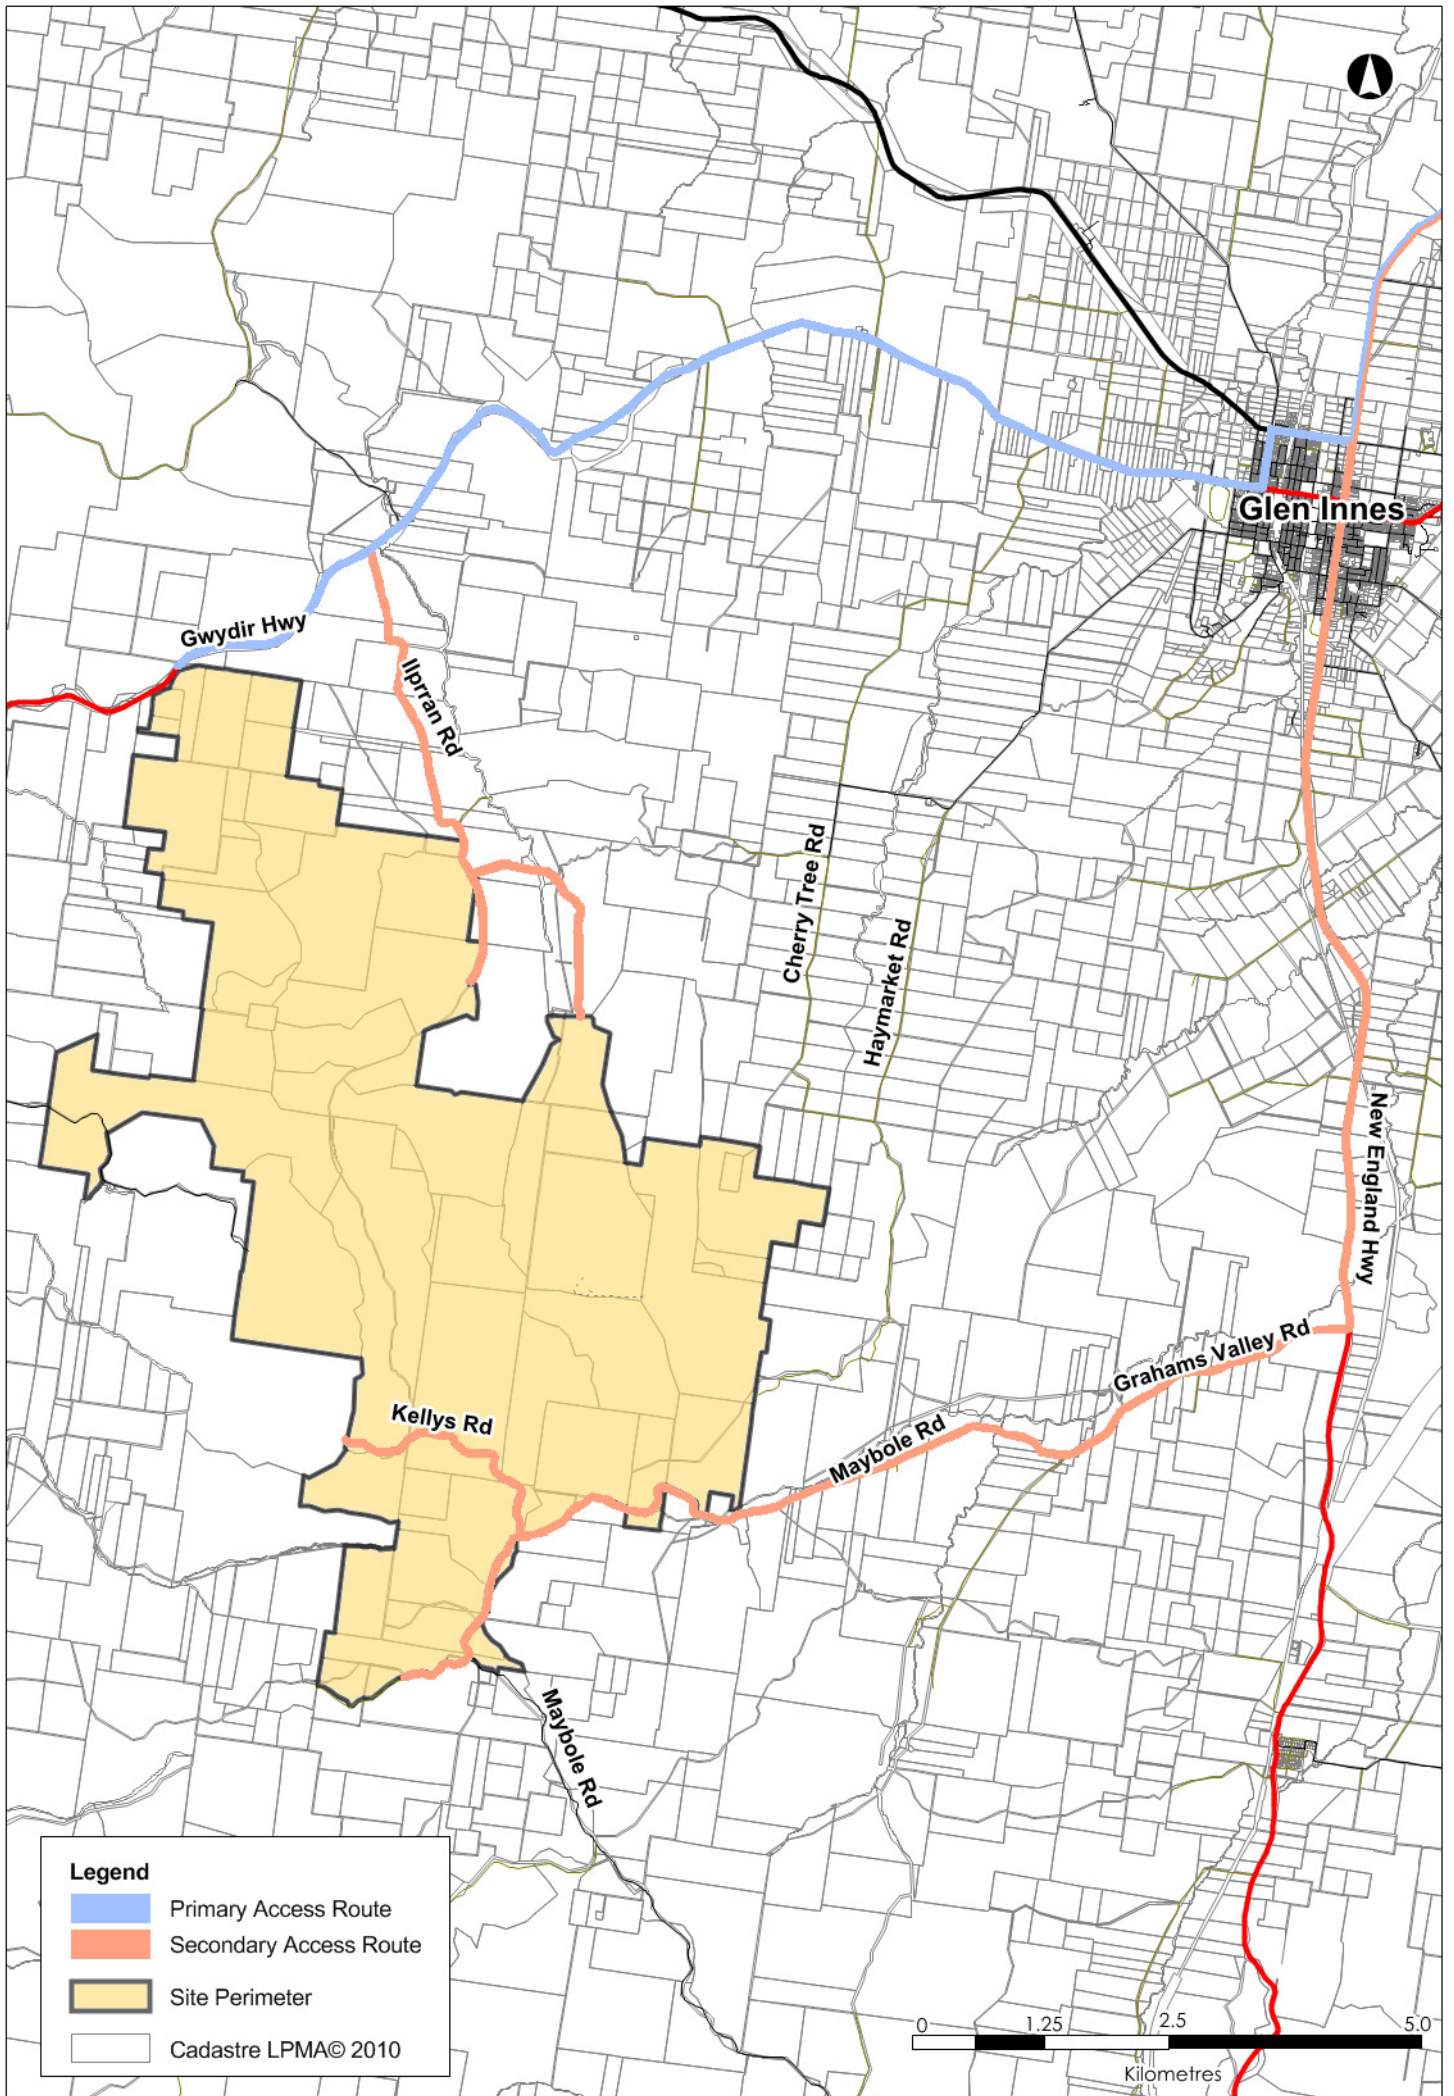 Glen Innes
Gwydir Hwy
Ilprran Rd
Cherry Tree Rd
Haymarket Rd
New England Hwy
Grahams Valley Rd
Kellys Rd
Maybole Rd
Maybole Rd
Legend
Primary Access Route
Secondary Access Route
Site Perimeter
Cadastre LPMA© 2010
0 1.25 2.5 5.0
Kilometres